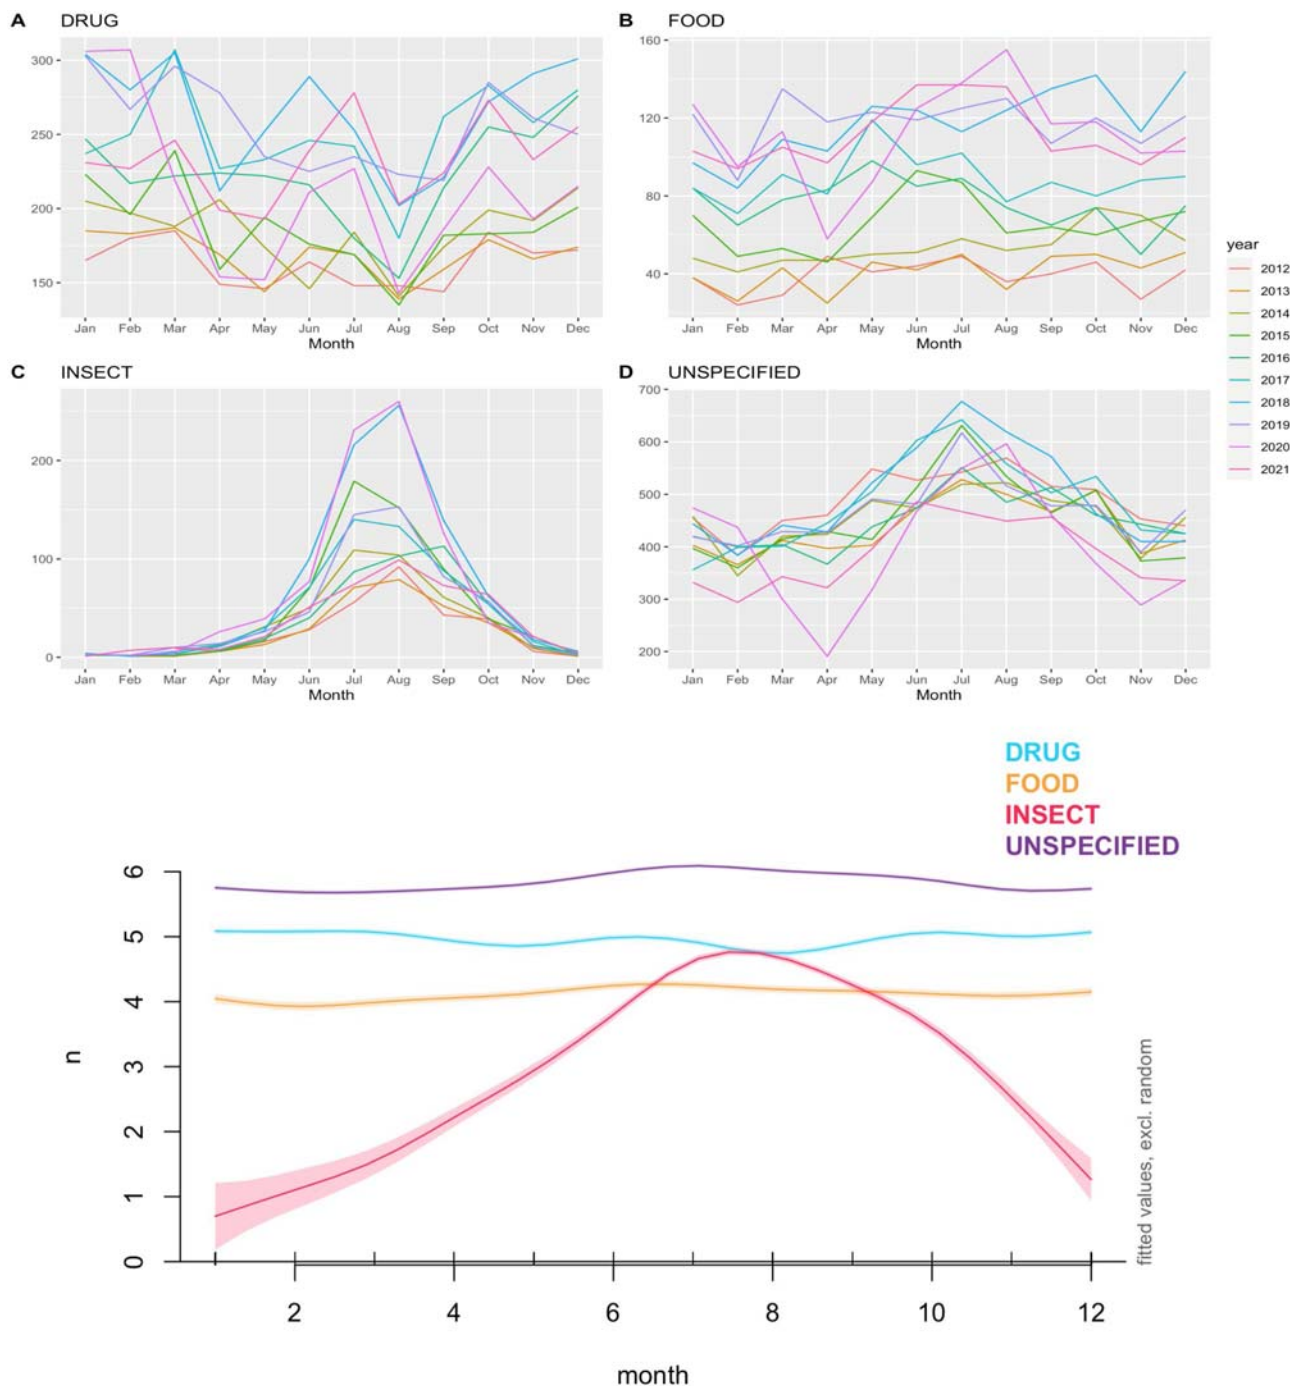 A DRUG
300
250
200
150
Jan Feb Mar Apr May Jun Jul Aug Sep Oct Nov Dec
Month
B FOOD
160
120
80
40
Jan Feb Mar Apr May Jun Jul Aug Sep Oct Nov Dec
Month
year
2012
2013
2014
2015
2016
2017
2018
2019
2020
2021
C INSECT
200
100
0
Jan Feb Mar Apr May Jun Jul Aug Sep Oct Nov Dec
Month
D UNSPECIFIED
700
600
500
400
300
200
Jan Feb Mar Apr May Jun Jul Aug Sep Oct Nov Dec
Month
DRUG
FOOD
INSECT
UNSPECIFIED
6
5
4
3
2
1
0
n
2 4 6 8 10 12
month
fitted values, excl. random